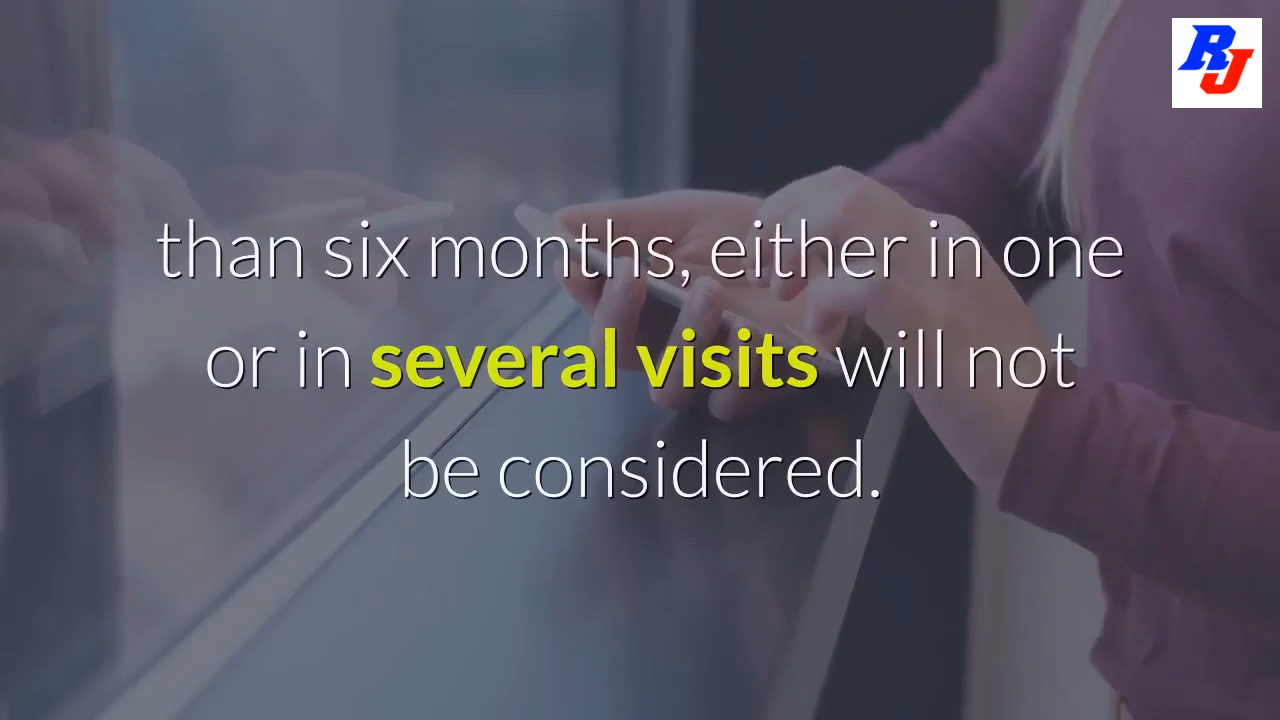 RJ
than six months, either in one
or in several visits will not
be considered.